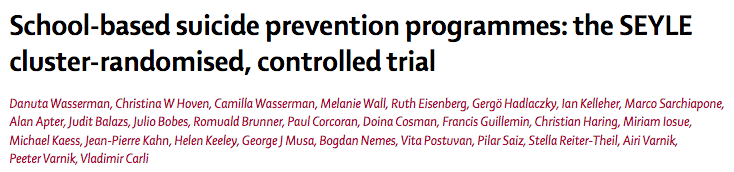 School-based suicide prevention programmes: the SEYLE
cluster-randomised, controlled trial
Danuta Wasserman, Christina W Hoven, Camilla Wasserman, Melanie Wall, Ruth Eisenberg, Gergö Hadlaczky, Ian Kelleher, Marco Sarchiapone,
Alan Apter, Judit Balazs, Julio Bobes, Romuald Brunner, Paul Corcoran, Doina Cosman, Francis Guillemin, Christian Haring, Miriam Iosue,
Michael Kaess, Jean-Pierre Kahn, Helen Keeley, George J Musa, Bogdan Nemes, Vita Postuvan, Pilar Saiz, Stella Reiter-Theil, Airi Varnik,
Peeter Varnik, Vladimir Carli